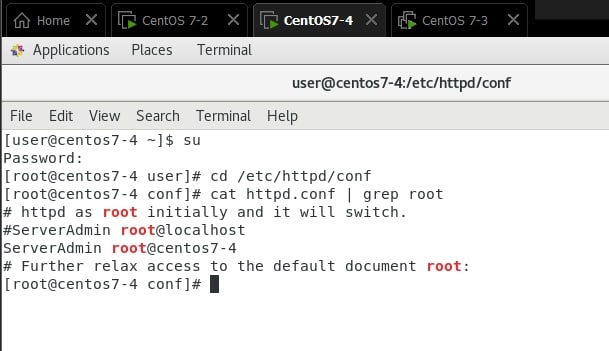 Home CentOS 7-2 CentOS7-4 CentOS 7-3
Applications Places Terminal
user@centos7-4:/etc/httpd/conf
File Edit View Search Terminal Help
[user@centos7-4 ~]$ su
Password:
[root@centos7-4 user]# cd /etc/httpd/conf
[root@centos7-4 conf]# cat httpd.conf | grep root
# httpd as root initially and it will switch.
#ServerAdmin root@localhost
ServerAdmin root@centos7-4
# Further relax access to the default document root:
[root@centos7-4 conf]#